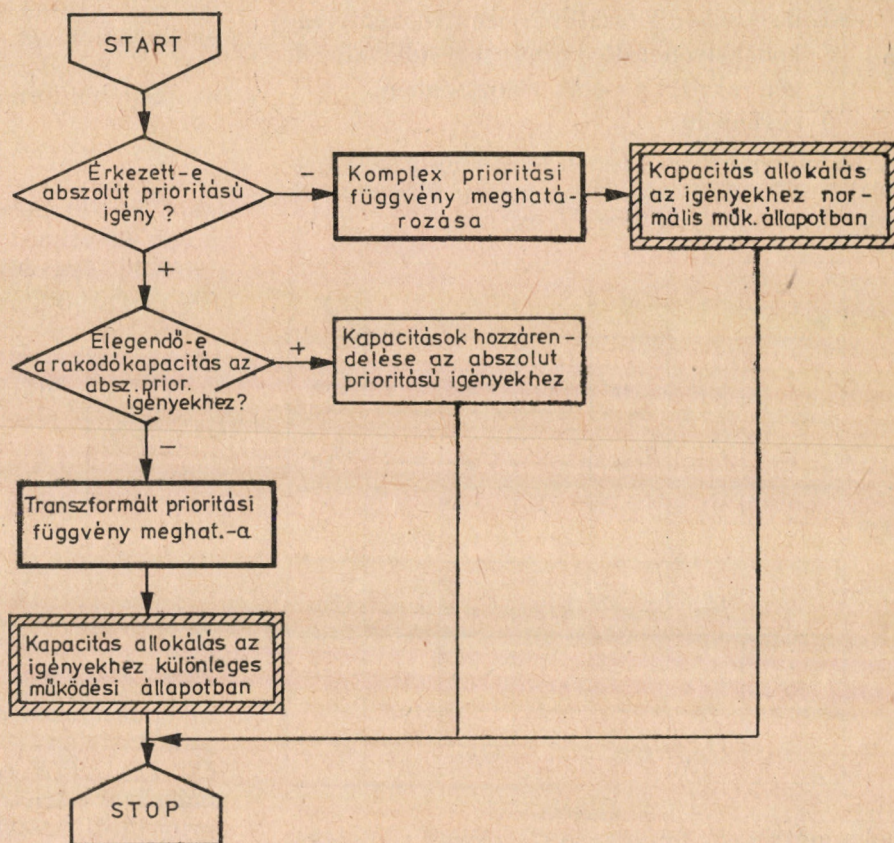 START
Érkezett-e
abszolút prioritású
igény ?
–
Komplex prioritási
függvény meghatá-
rozása
Kapacitás allokálás
az igényekhez nor-
mális műk. állapotban
+
Elegendő-e
a rakodókapacitás az
absz. prior.
igényekhez?
+
Kapacitások hozzáren-
delése az abszolut
prioritású igényekhez
–
Transzformált prioritási
függvény meghat.-a
Kapacitás allokálás az
igényekhez különleges
működési állapotban
STOP